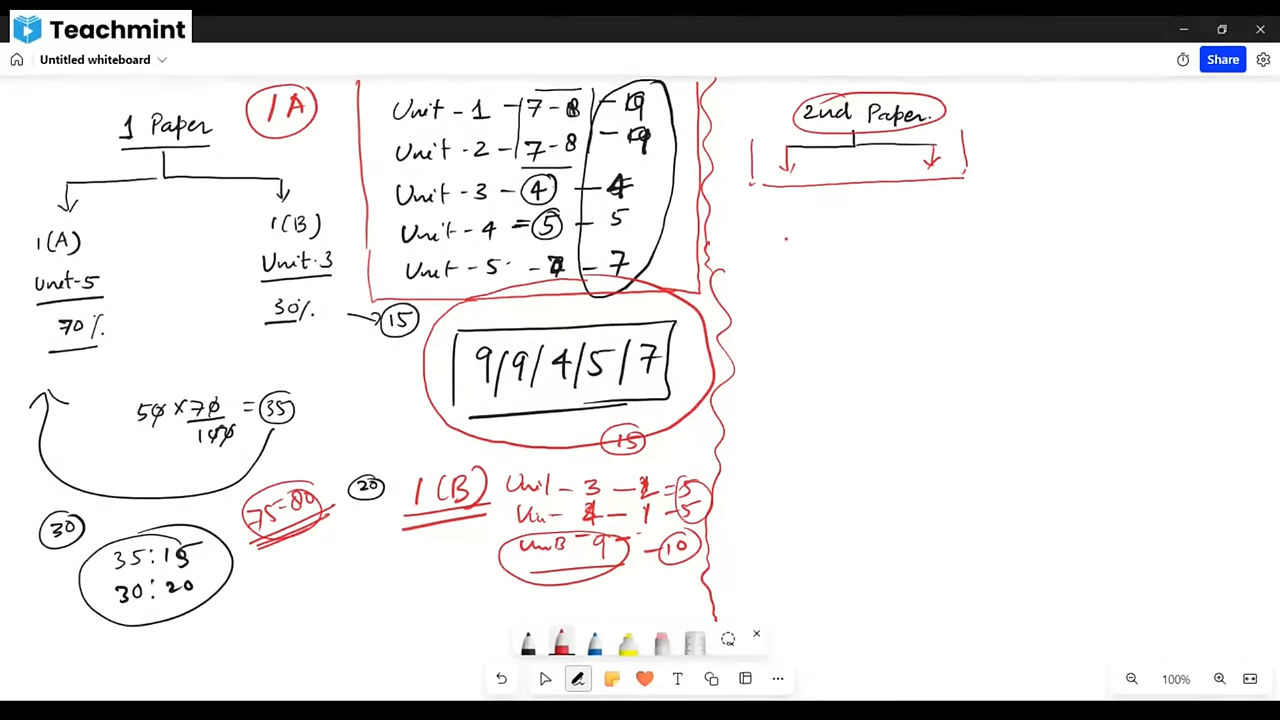 Teachmint
Untitled whiteboard
Share
1 Paper
1(A)
Unit-5
70%
1(B)
Unit-3
30%
15
50 × 70/100 = 35
30
35:15
30:20
75-80
20
1A
Unit-1 - 7-8 - 9
Unit-2 - 7-8 - 9
Unit-3 - 4 - 4
Unit-4 = 5 - 5
Unit-5 - 7 - 7
9/9/4/5/7
15
1(B)
Unit - 3 - = 5
- 1 - 5
- 9 - 10
2nd Paper.
T
100%